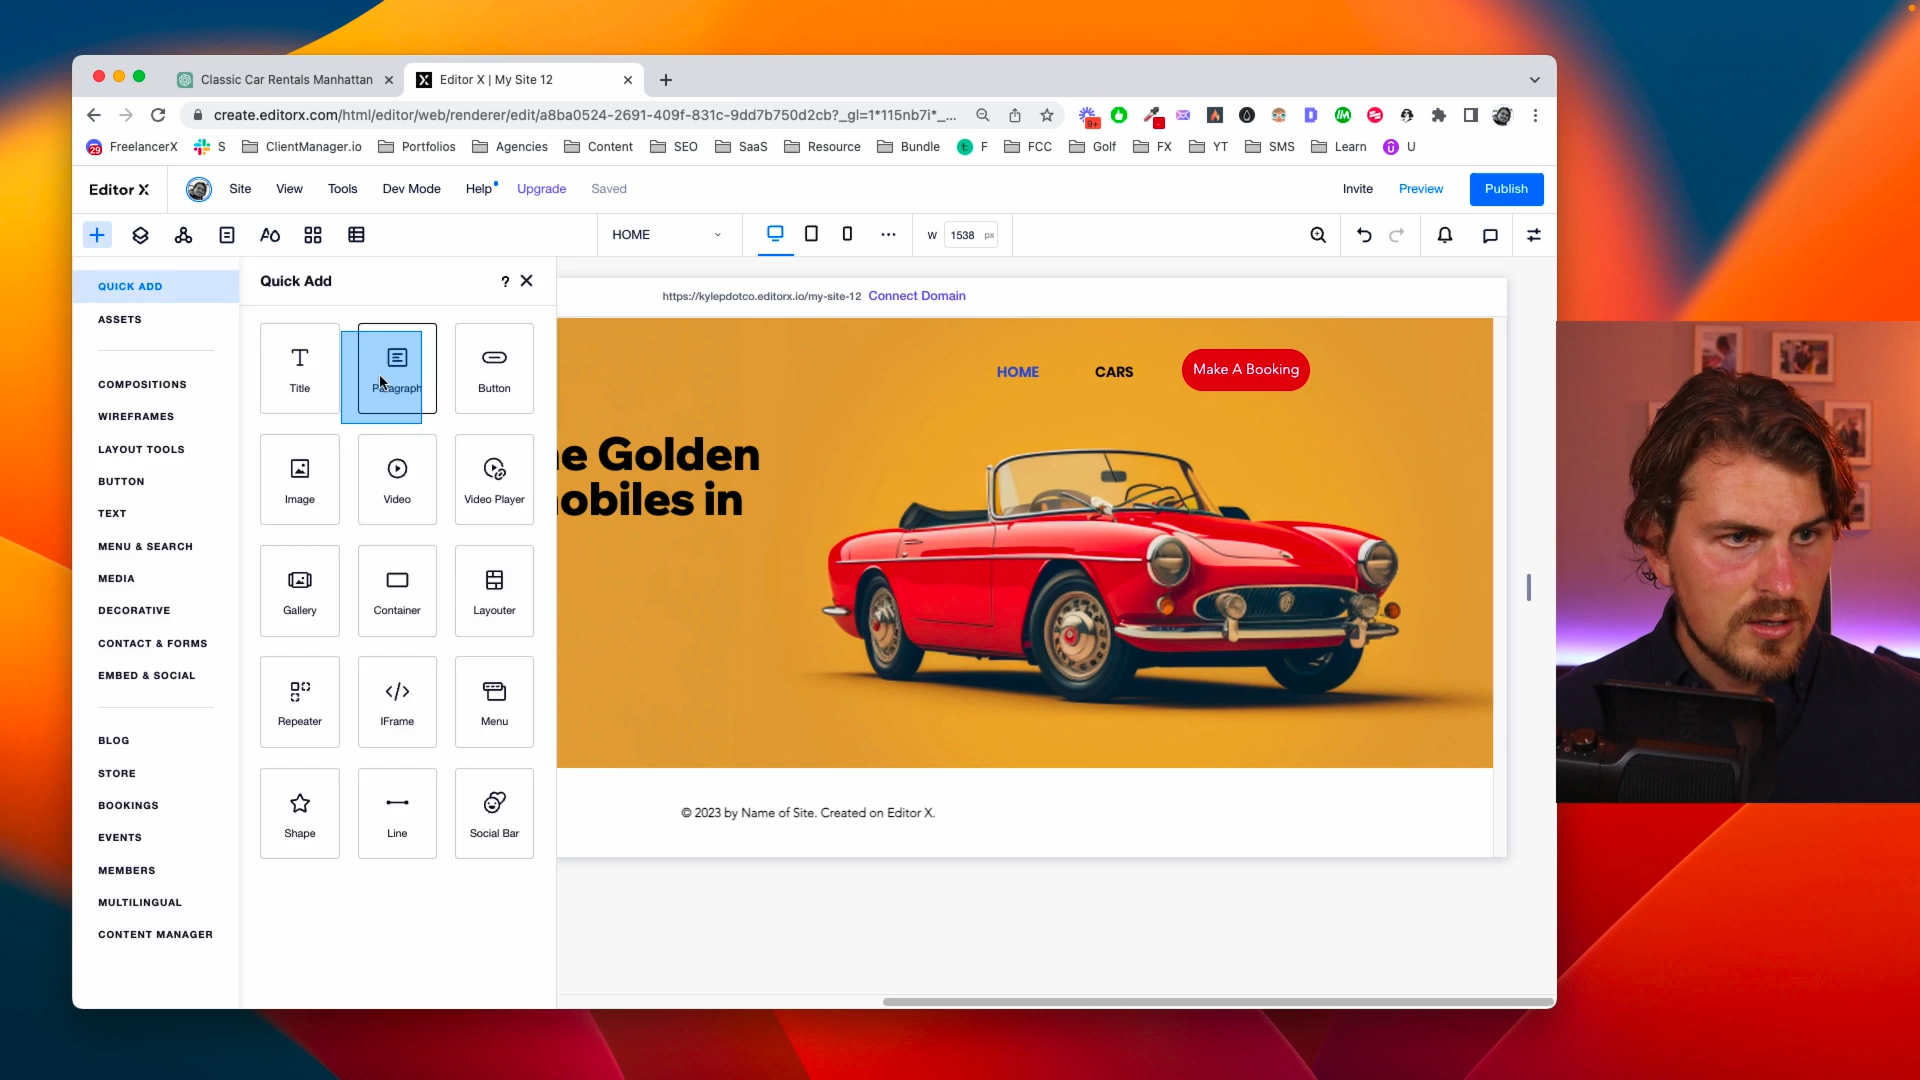 Classic Car Rentals Manhattan
Editor X | My Site 12
create.editorx.com/html/editor/web/renderer/edit/a8ba0524-2691-409f-831c-9dd7b750d2cb?_gl=1*115nb7i*_...
9+
29 FreelancerX S ClientManager.io Portfolios Agencies Content SEO SaaS Resource Bundle F FCC Golf FX YT SMS Learn U
Editor X Site View Tools Dev Mode Help Upgrade Saved Invite Preview Publish
HOME W 1538 px
QUICK ADD
ASSETS
COMPOSITIONS
WIREFRAMES
LAYOUT TOOLS
BUTTON
TEXT
MENU & SEARCH
MEDIA
DECORATIVE
CONTACT & FORMS
EMBED & SOCIAL
BLOG
STORE
BOOKINGS
EVENTS
MEMBERS
MULTILINGUAL
CONTENT MANAGER
Quick Add ?
Title Paragraph Button
Image Video Video Player
Gallery Container Layouter
Repeater IFrame Menu
Shape Line Social Bar
https://kylepdotco.editorx.io/my-site-12 Connect Domain
HOME CARS Make A Booking
e Golden
obiles in
© 2023 by Name of Site. Created on Editor X.